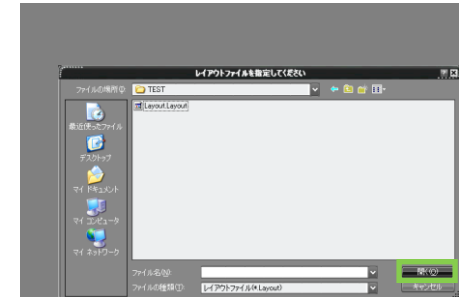 レイアウトファイルを指定してください
ファイルの場所(I):
TEST
Layout.Layout
最近使ったファイル
デスクトップ
マイ ドキュメント
マイ コンピュータ
マイ ネットワーク
ファイル名(N):
開く(O)
ファイルの種類(T):
レイアウトファイル(*.Layout)
キャンセル